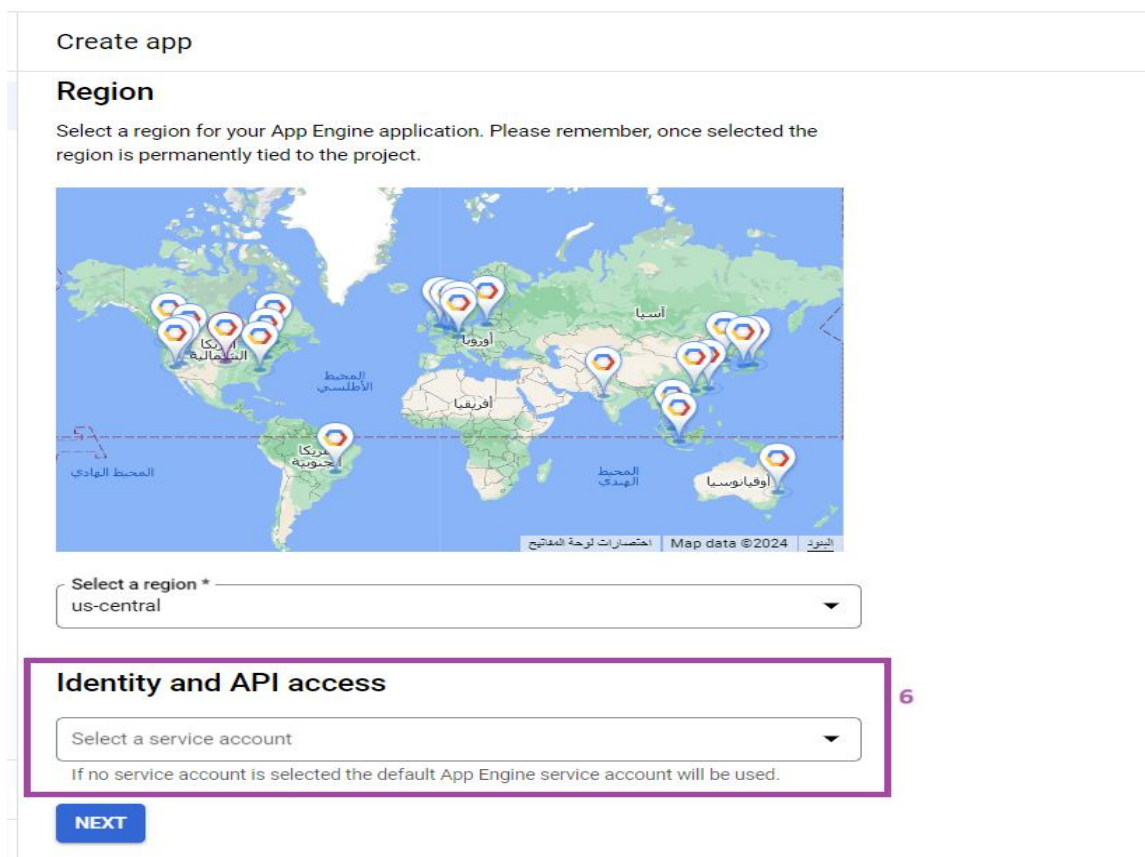 Create app
Region
Select a region for your App Engine application. Please remember, once selected the
region is permanently tied to the project.
آسيا
أوروبا
أمريكا
الشمالية
المحيط
الأطلسي
أفريقيا
أمريكا
الجنوبية
المحيط الهادي
المحيط
الهندي
أوقيانوسيا
اختصارات لوحة المفاتيح Map data ©2024 البنود
Select a region *
us-central
Identity and API access
6
Select a service account
If no service account is selected the default App Engine service account will be used.
NEXT